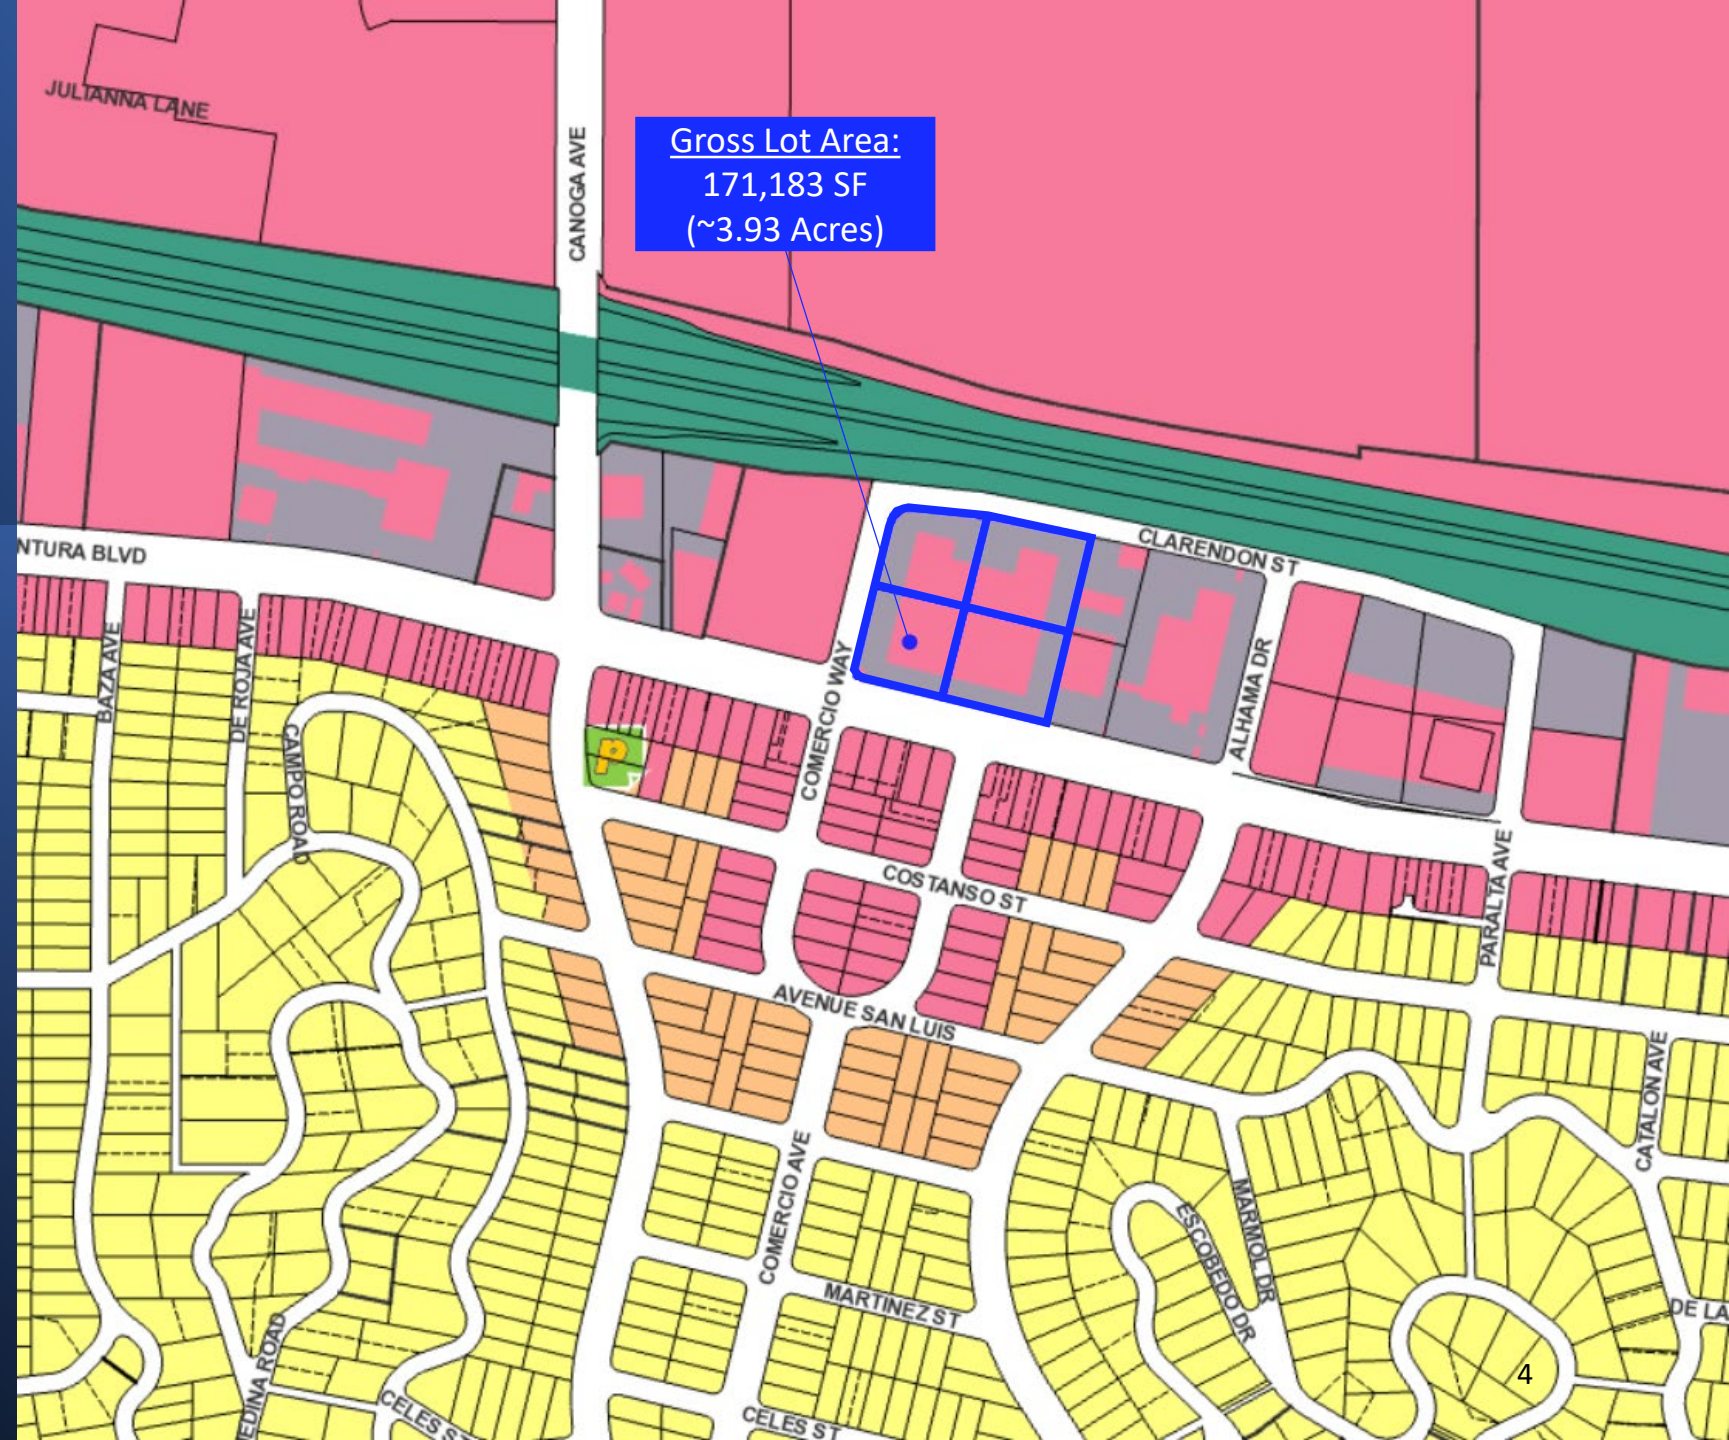 JULIANNA LANE
CANOGA AVE
Gross Lot Area:
171,183 SF
(~3.93 Acres)
CLARENDON ST
NTURA BLVD
BAZA AVE
DE ROJA AVE
CAMPO ROAD
COMERCIO WAY
ALHAMA DR
P
COSTANSO ST
PARALTA AVE
AVENUE SAN LUIS
CATALON AVE
COMERCIO AVE
MARMOL DR
ESCOBEDO DR
MARTINEZ ST
DE LA
EDINA ROAD
4
CELES ST
CELES ST